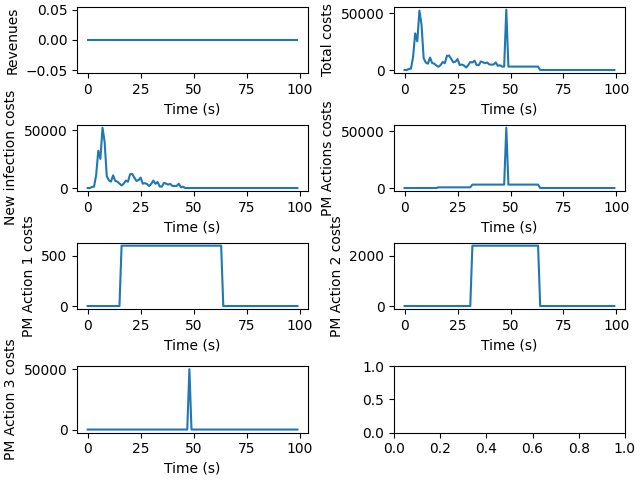 Revenues
0.05
0.00
−0.05
0 25 50 75 100
Time (s)
Total costs
50000
0
0 25 50 75 100
Time (s)
New infection costs
50000
0
0 25 50 75 100
Time (s)
PM Actions costs
50000
0
0 25 50 75 100
Time (s)
PM Action 1 costs
500
0
0 25 50 75 100
Time (s)
PM Action 2 costs
2000
0
0 25 50 75 100
Time (s)
PM Action 3 costs
50000
0
0 25 50 75 100
Time (s)
1.0
0.5
0.0
0.0 0.2 0.4 0.6 0.8 1.0